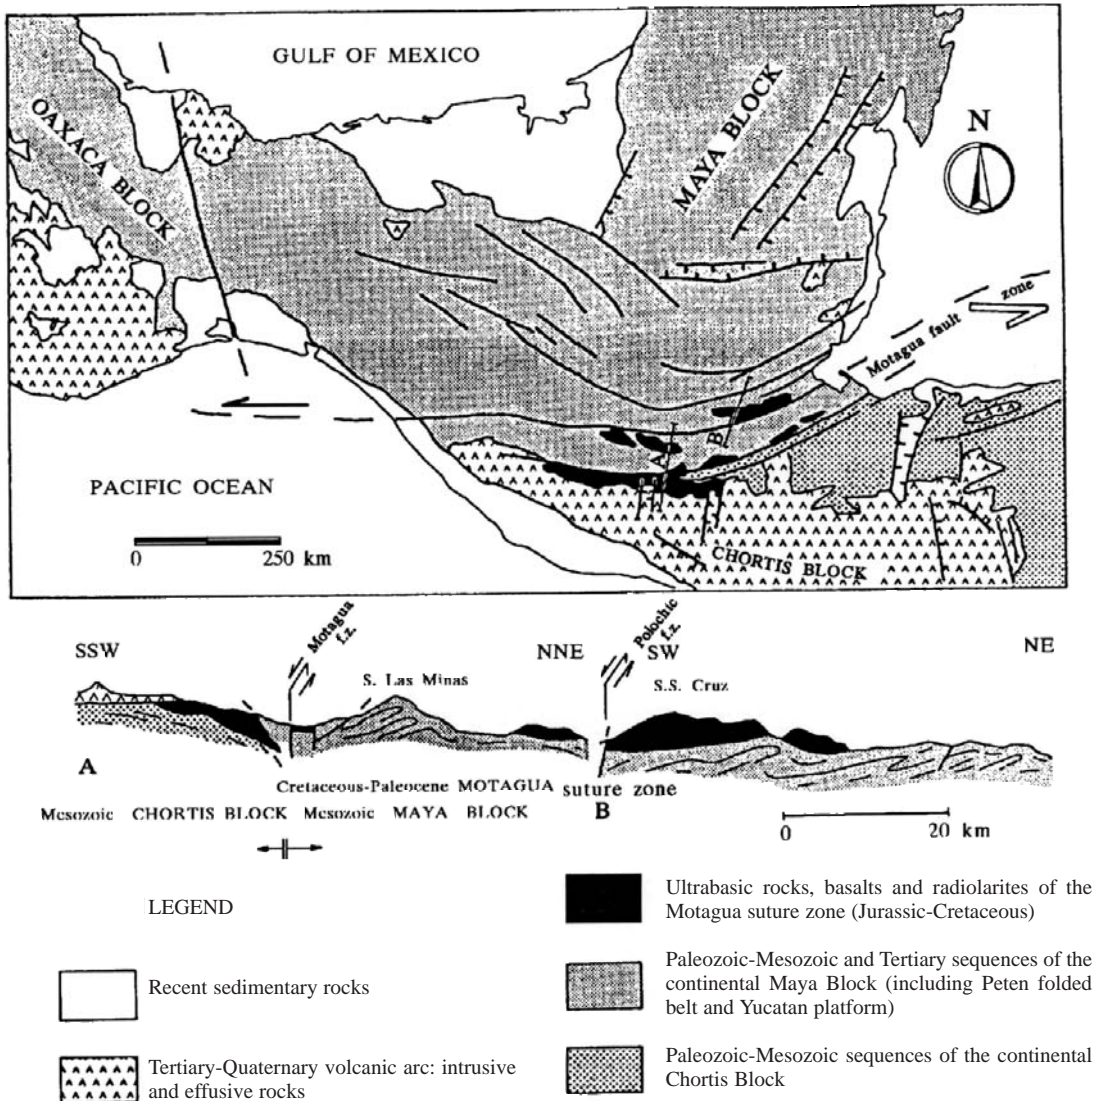 GULF OF MEXICO
OAXACA BLOCK
MAYA BLOCK
N
Motagua fault zone
B
A
PACIFIC OCEAN
0 250 km
CHORTIS BLOCK
SSW
Motagua f.z.
NNE
Polochic f.z.
SW
NE
S. Las Minas
S.S. Cruz
A
Cretaceous-Paleocene MOTAGUA suture zone
Mesozoic CHORTIS BLOCK Mesozoic MAYA BLOCK
B
0 20 km
LEGEND
Recent sedimentary rocks
Tertiary-Quaternary volcanic arc: intrusive
and effusive rocks
Ultrabasic rocks, basalts and radiolarites of the
Motagua suture zone (Jurassic-Cretaceous)
Paleozoic-Mesozoic and Tertiary sequences of the
continental Maya Block (including Peten folded
belt and Yucatan platform)
Paleozoic-Mesozoic sequences of the continental
Chortis Block